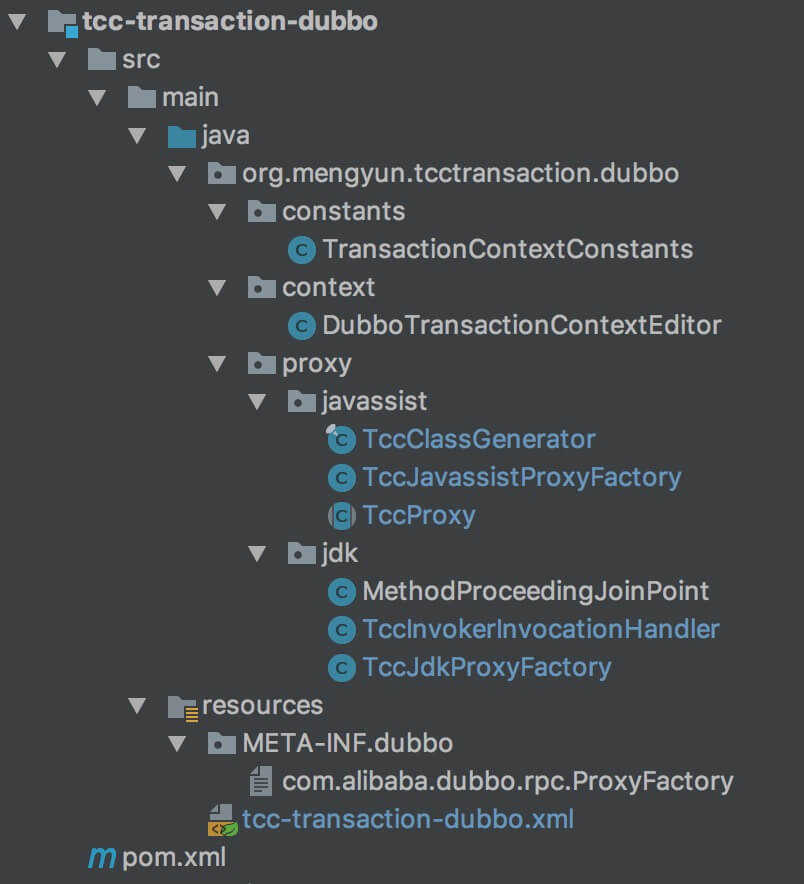 tcc-transaction-dubbo
src
main
java
org.mengyun.tcctransaction.dubbo
constants
TransactionContextConstants
context
DubboTransactionContextEditor
proxy
javassist
TccClassGenerator
TccJavassistProxyFactory
TccProxy
jdk
MethodProceedingJoinPoint
TccInvokerInvocationHandler
TccJdkProxyFactory
resources
META-INF.dubbo
com.alibaba.dubbo.rpc.ProxyFactory
tcc-transaction-dubbo.xml
pom.xml